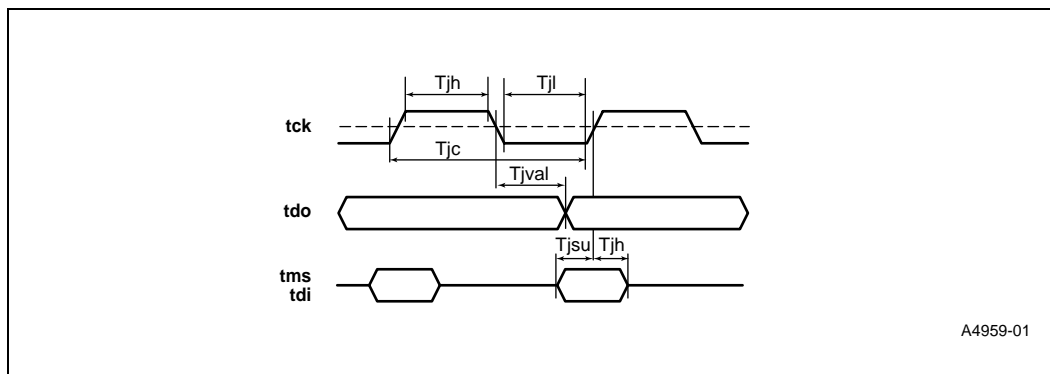 Tjh Tjl
tck
Tjc
Tjval
tdo
Tjsu Tjh
tms
tdi
A4959-01